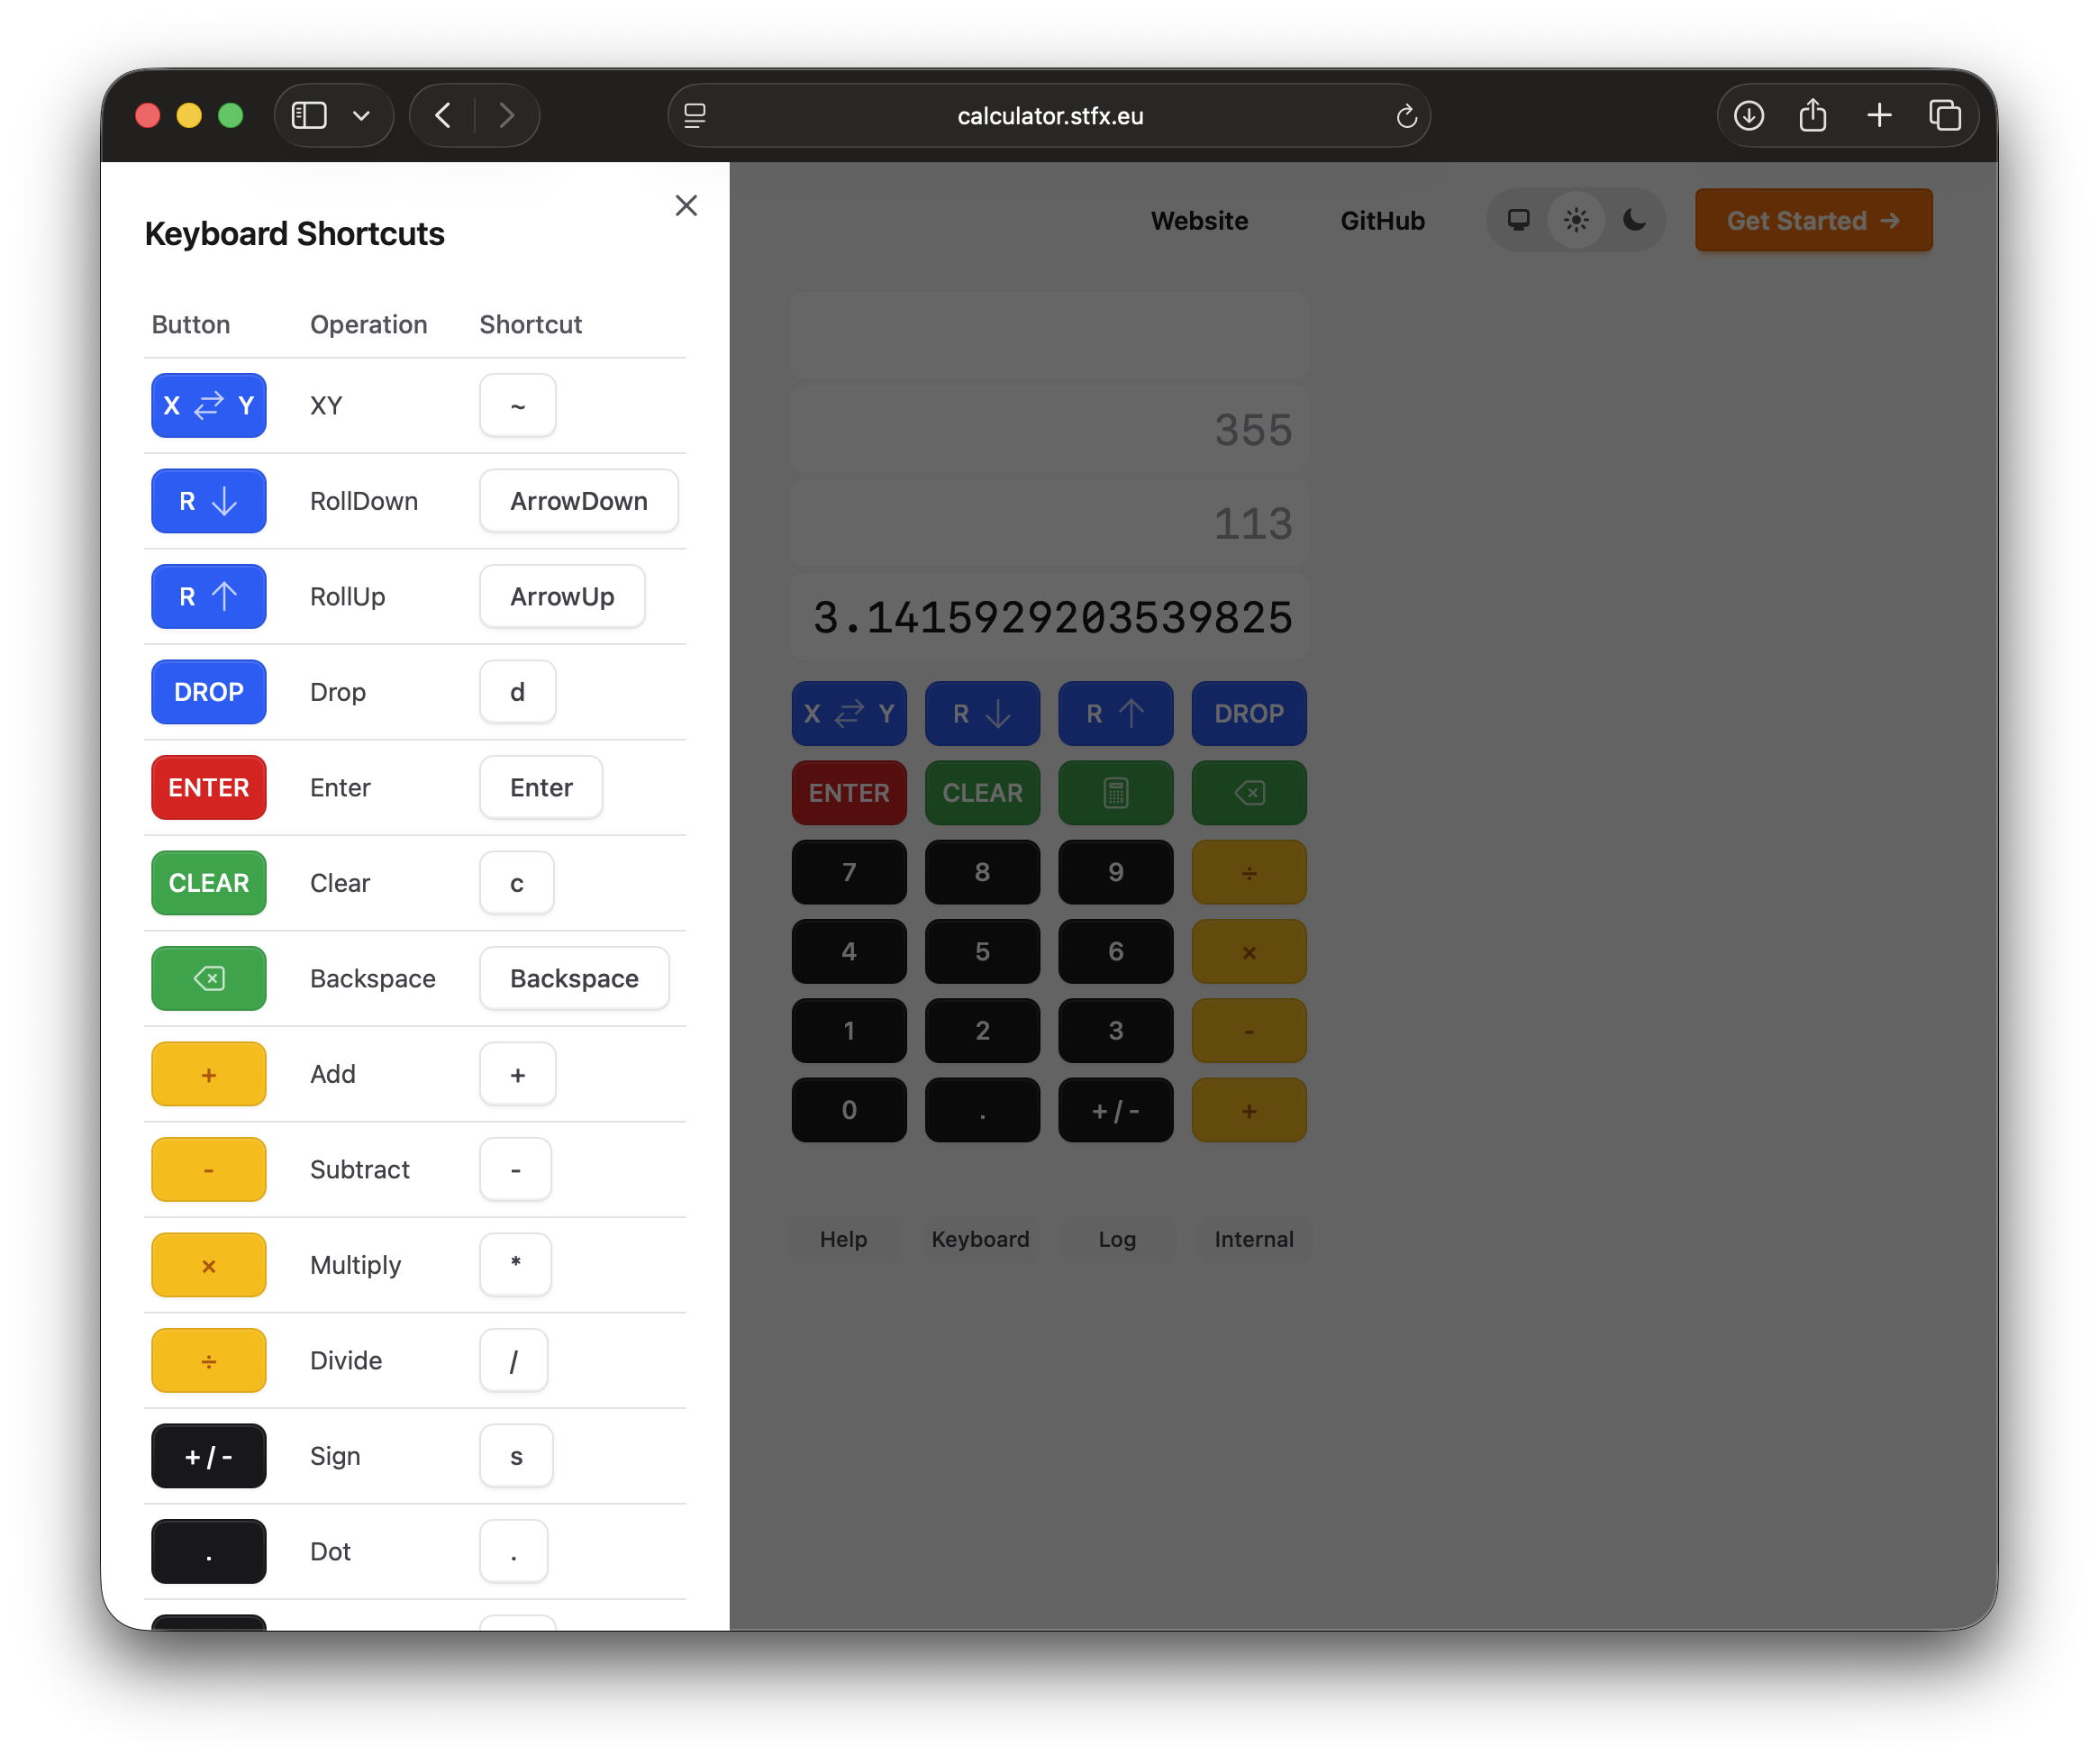 calculator.stfx.eu
Keyboard Shortcuts
Button Operation Shortcut
X Y XY ~
R RollDown ArrowDown
R RollUp ArrowUp
DROP Drop d
ENTER Enter Enter
CLEAR Clear c
Backspace Backspace
+ Add +
- Subtract -
× Multiply *
÷ Divide /
+/- Sign s
. Dot .
Website GitHub Get Started →
355
113
3.1415929203539825
X Y R R DROP
ENTER CLEAR
7 8 9 ÷
4 5 6 ×
1 2 3 -
0 . +/- +
Help Keyboard Log Internal